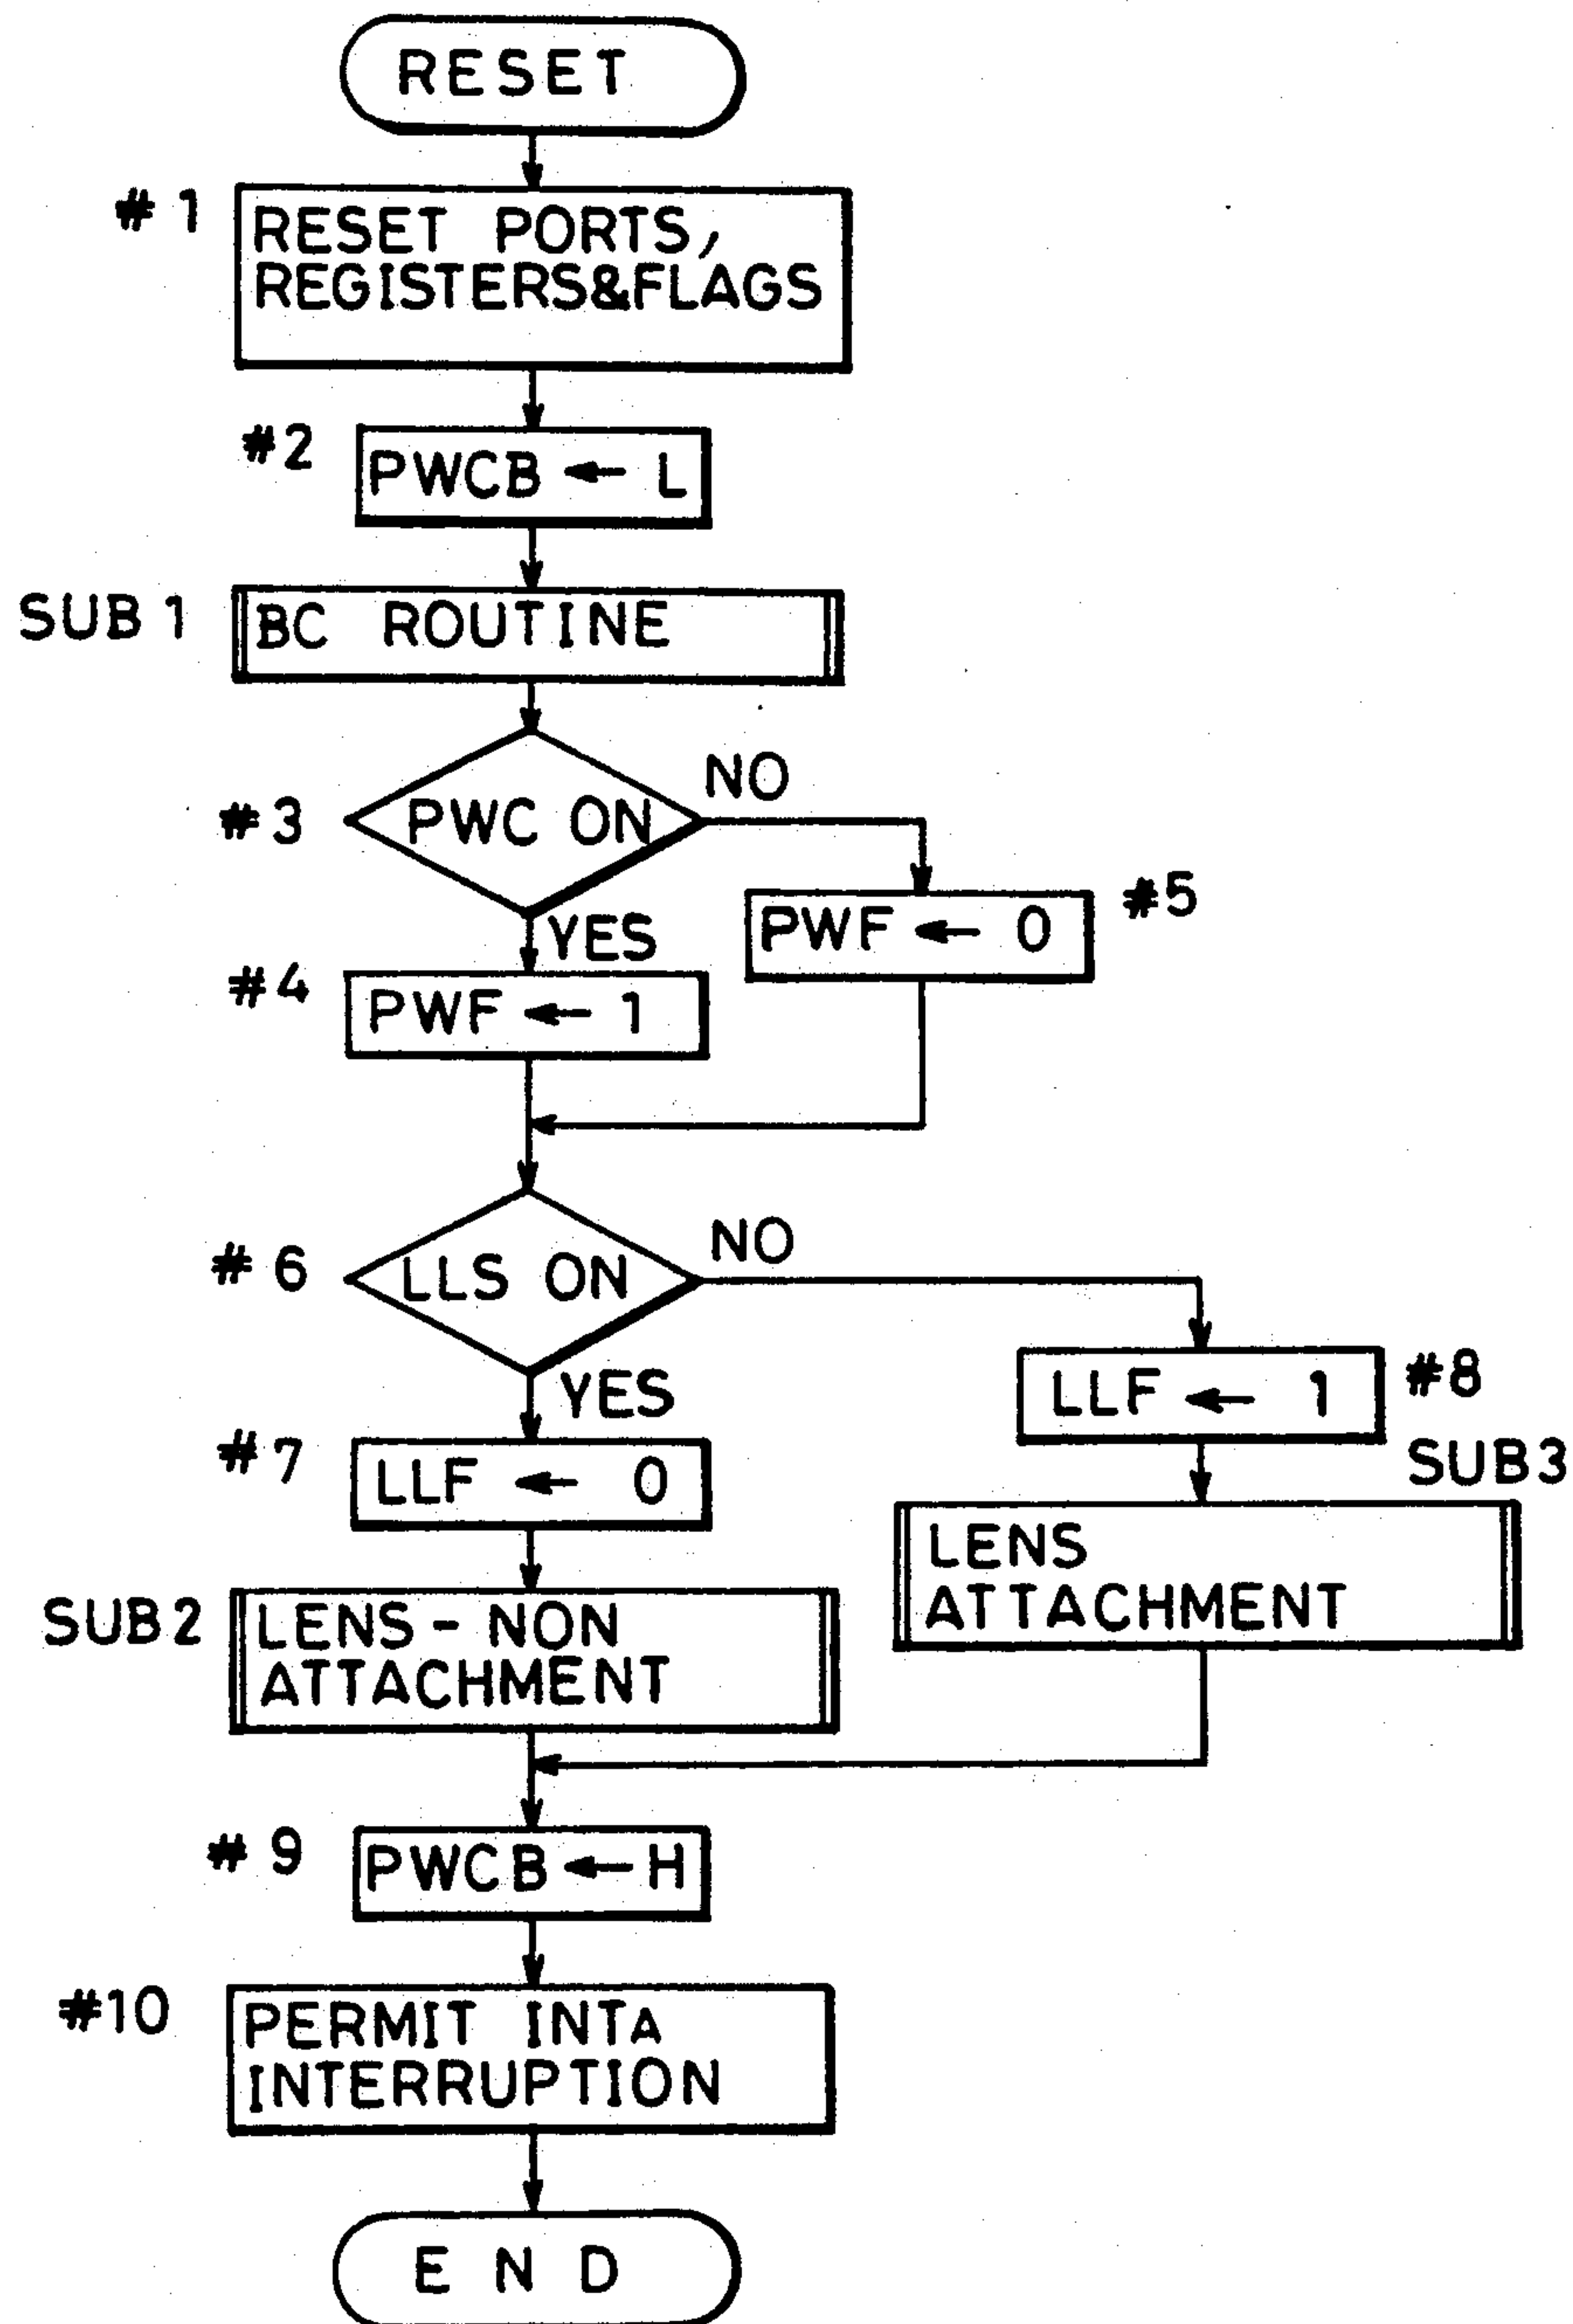 RESET
#1
RESET PORTS,
REGISTERS&FLAGS
#2
PWCB ← L
SUB1
BC ROUTINE
#3
PWC ON
NO
YES
#5
PWF ← 0
#4
PWF ← 1
#6
LLS ON
NO
YES
#8
LLF ← 1
#7
LLF ← 0
SUB3
LENS
ATTACHMENT
SUB2
LENS-NON
ATTACHMENT
#9
PWCB ← H
#10
PERMIT INTA
INTERRUPTION
END